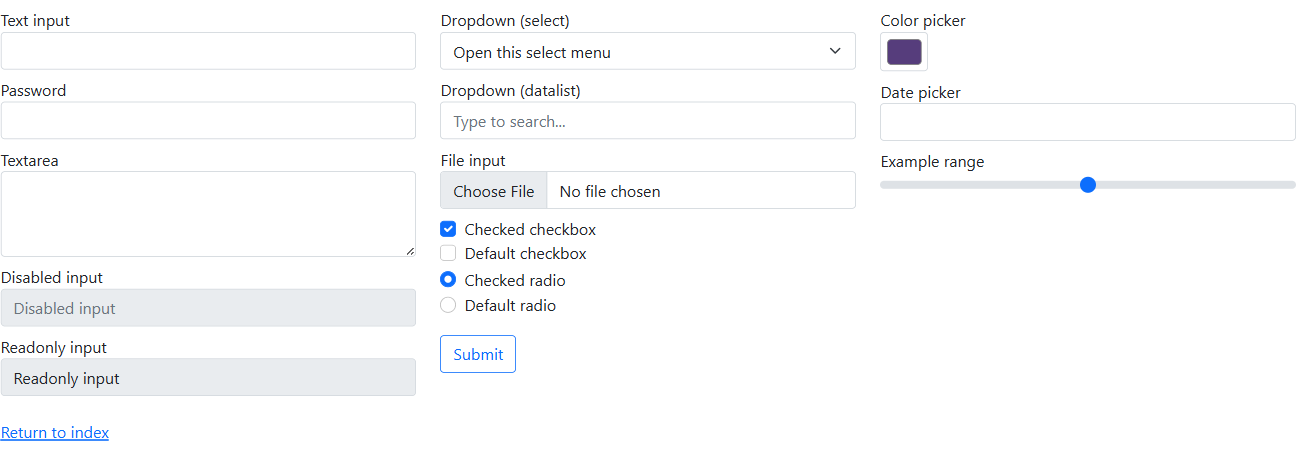 Text input
Password
Textarea
Disabled input
Disabled input
Readonly input
Readonly input
Return to index
Dropdown (select)
Open this select menu
Dropdown (datalist)
Type to search...
File input
Choose File No file chosen
Checked checkbox
Default checkbox
Checked radio
Default radio
Submit
Color picker
Date picker
Example range